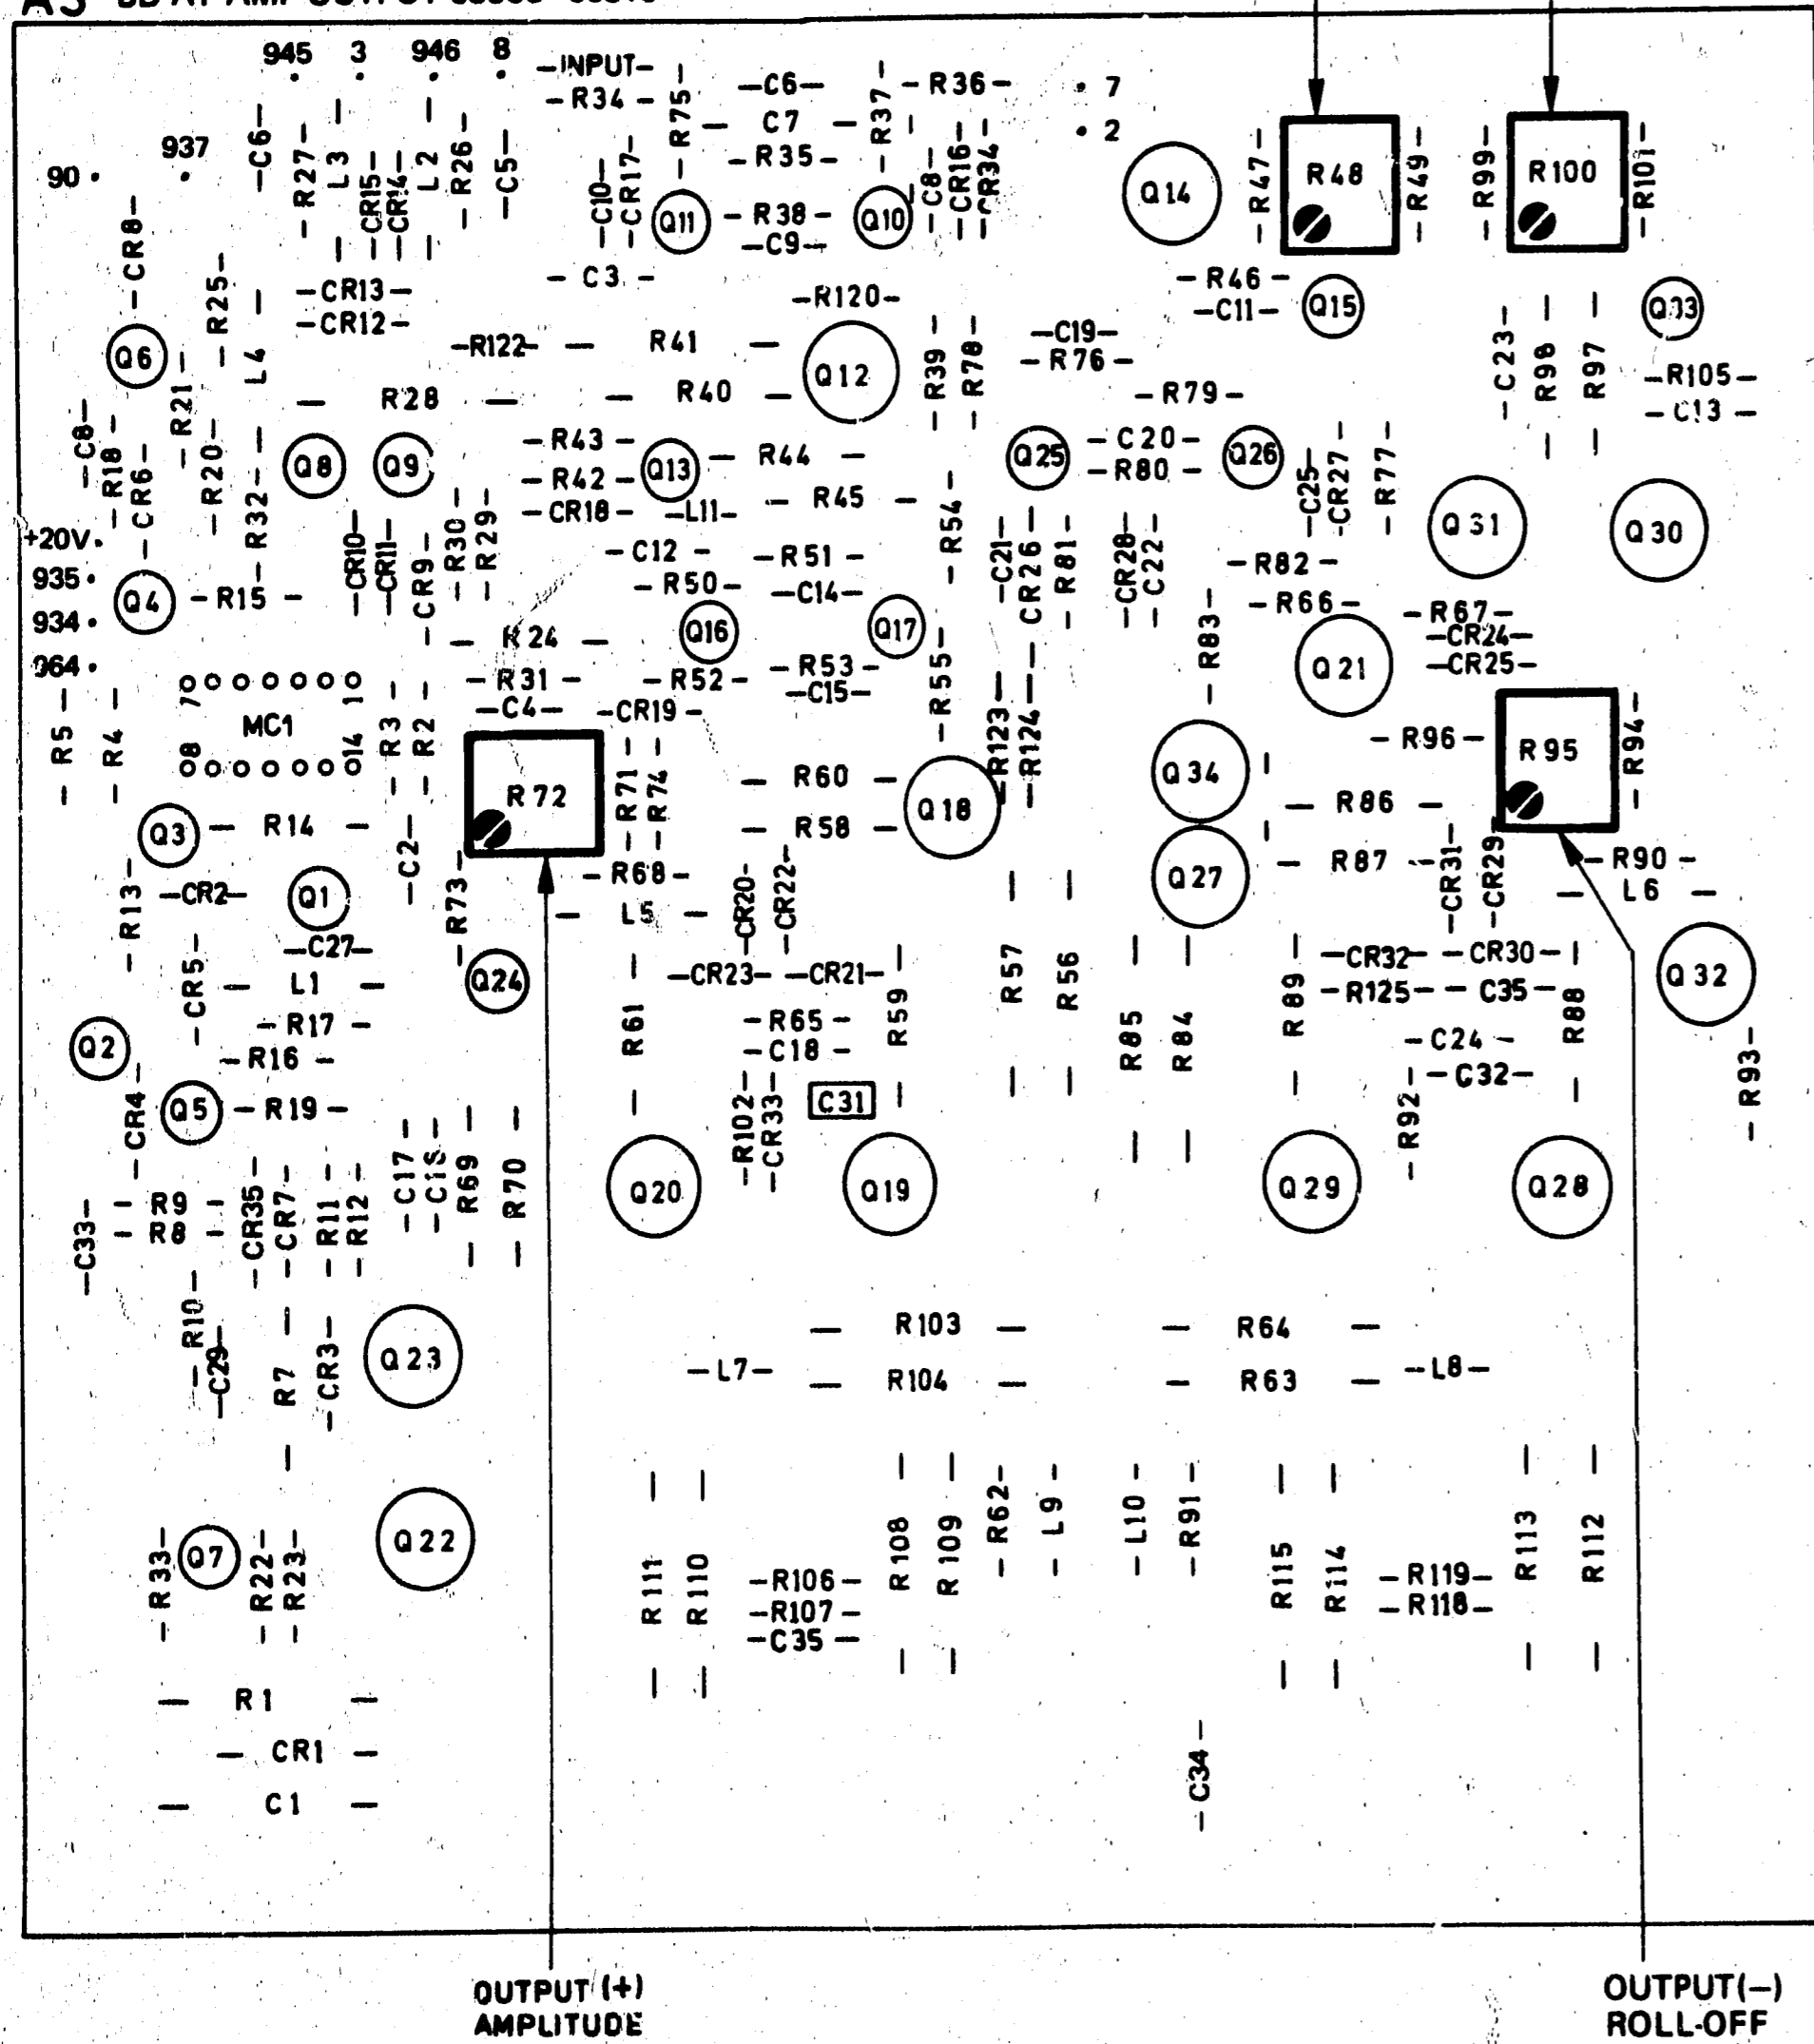 945 3 946 8
-INPUT-
-R34-
-R75-
-C6-
-C7-
-R35-
-R37-
-R36-
7
2
90
937
-C6-
-R27-
-L3-
-CR15-
-CR14-
-L2-
-R26-
-C5-
-C10-
-CR17-
Q11
-R38-
-C9-
Q10
-C8-
-CR16-
-CR34-
Q14
-R47-
R48
-R49-
-R99-
R100
-R101-
-CR8-
-R25-
L4
-CR13-
-CR12-
-C3-
-R120-
-R46-
-C11-
Q15
Q33
Q6
-R21-
-R122-
R41
Q12
-R39-
-R78-
-C19-
-R76-
-C23-
-R98-
-R97-
-R105-
-C13-
-R28-
-R40-
-R79-
-C8-
-R18-
-CR6-
-R20-
-R32-
Q8
Q9
-R43-
-R42-
-CR18-
Q13
-R44-
-R45-
-L11-
Q25
-C20-
-R80-
Q26
-C25-
-CR27-
-R77-
Q31
Q30
+20V
935
934
964
Q4
-R15-
-CR10-
-CR11-
-CR9-
-R30-
-R29-
-C12-
-R50-
-R51-
-C14-
-R54-
-C21-
-CR26-
-R81-
-CR28-
-C22-
-R82-
-R66-
-R67-
-CR24-
-CR25-
-R24-
Q16
Q17
-R83-
Q21
-R31-
-C4-
-R52-
-CR19-
-R53-
-C15-
-R55-
-R123-
-R124-
-R5-
-R4-
7 1
MC1
8 14
-R3-
-R2-
R72
-R71-
-R74-
-R60-
-R58-
Q18
Q34
-R96-
R95
-R94-
-R86-
Q3
-R14-
-C2-
-R73-
-R68-
-L5-
-CR20-
-CR22-
Q27
-R87-
-CR31-
-CR29-
-R90-
-L6-
-R13-
-CR2-
Q1
-C27-
-CR5-
-L1-
-R17-
-R16-
Q24
-R61-
-CR23-
-CR21-
-R59-
-R57-
-R56-
-R85-
-R84-
-R89-
-CR32-
-CR30-
-R125-
-C35-
-R88-
Q32
Q2
-CR4-
Q5
-R19-
-R65-
-C18-
-R102-
-CR33-
C31
-C24-
-C32-
-R92-
-R93-
-C33-
-R9-
-R8-
-CR35-
-CR7-
-R11-
-R12-
-C17-
-R69-
-R70-
Q20
Q19
Q29
Q28
-R10-
-C29-
-R7-
-CR3-
Q23
-R103-
-R64-
-L7-
-R104-
-R63-
-L8-
-R33-
Q7
-R22-
-R23-
Q22
-R111-
-R110-
-R106-
-R107-
-C35-
-R108-
-R109-
-R62-
-L9-
-L10-
-R91-
-R115-
-R114-
-R119-
-R118-
-R113-
-R112-
-R1-
-CR1-
-C1-
-C34-
OUTPUT (+)
AMPLITUDE
OUTPUT(-)
ROLL-OFF